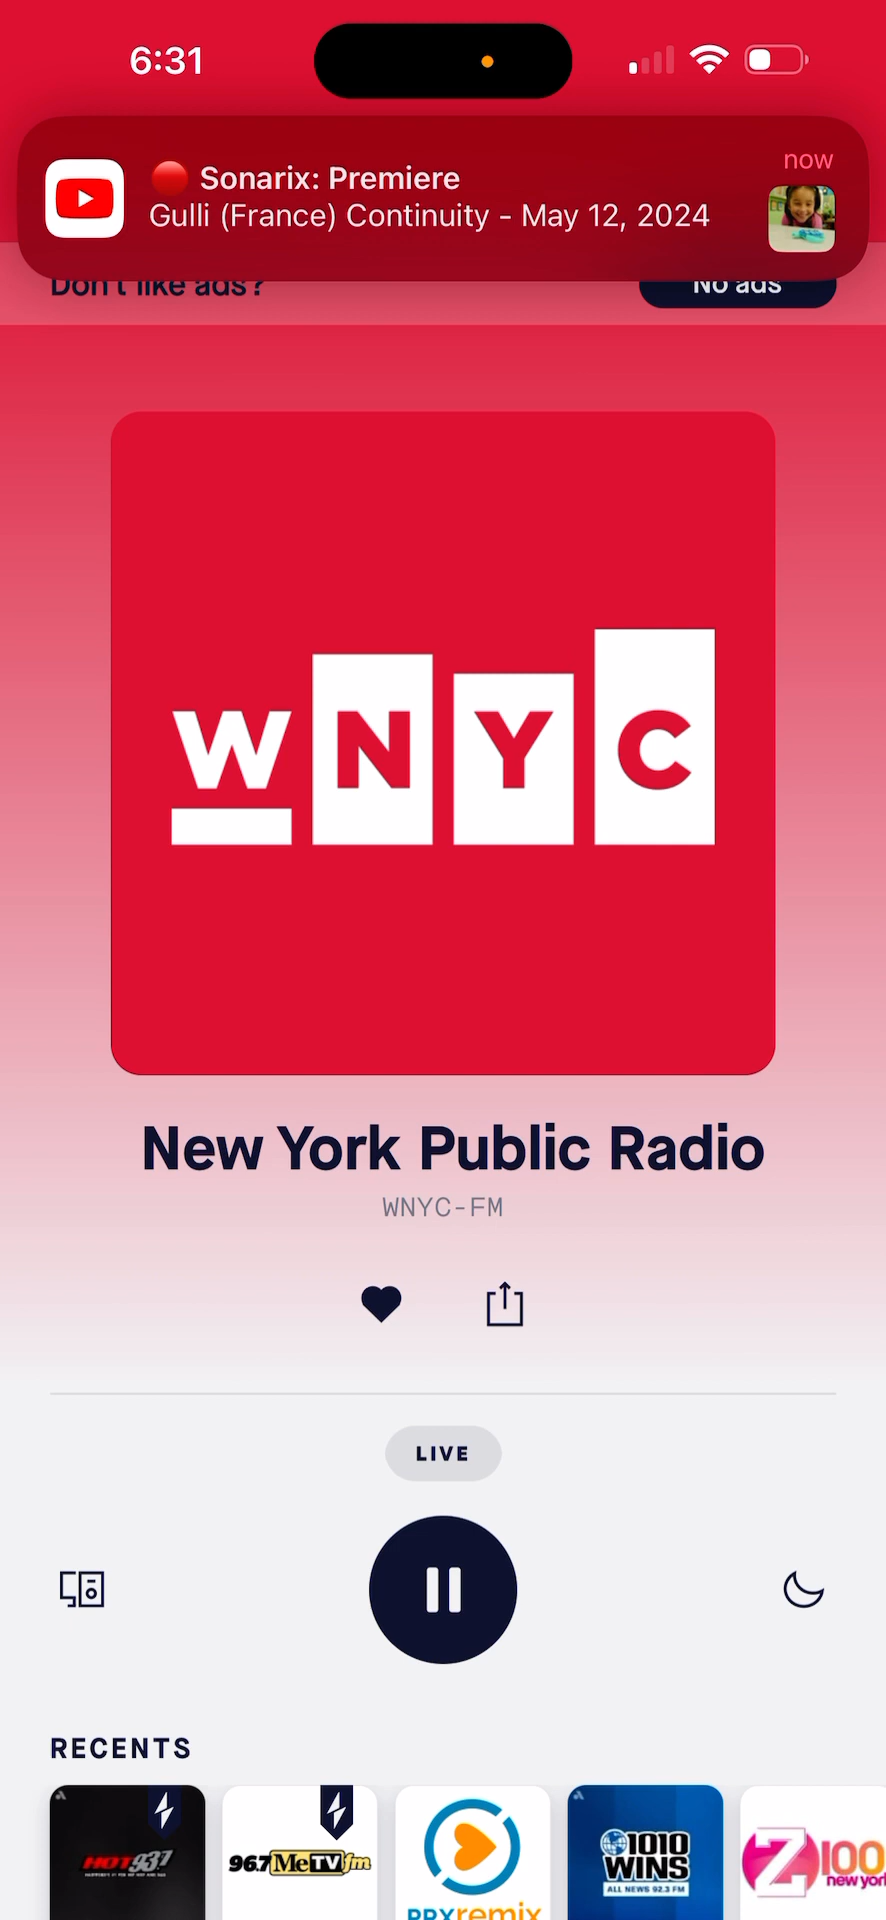 6:31
🔴 Sonarix: Premiere
now
Gulli (France) Continuity - May 12, 2024
Don't like ads?
No ads
WNYC
New York Public Radio
WNYC-FM
LIVE
RECENTS
HOT 93.7
96.7 MeTV fm
PRXremix
1010
WINS
ALL NEWS 92.3 FM
Z100
new york